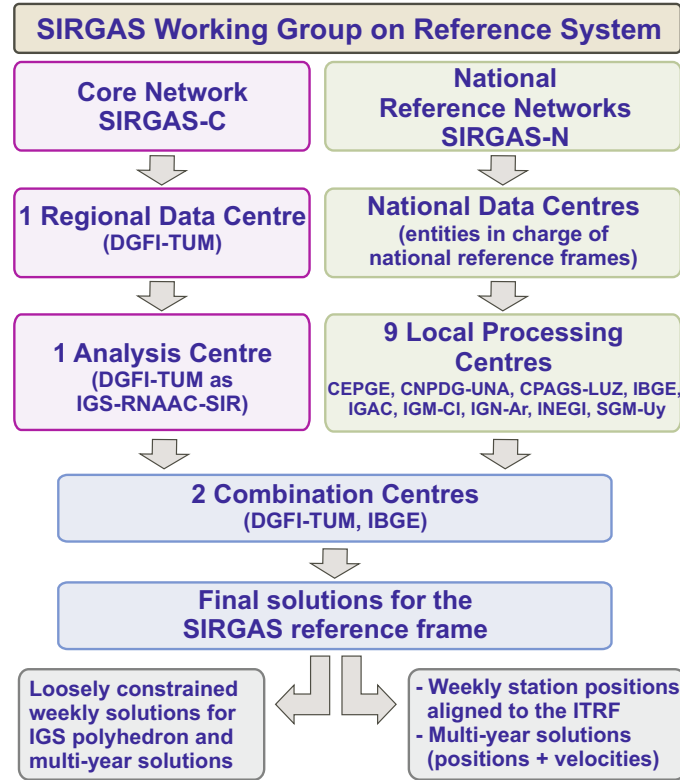 SIRGAS Working Group on Reference System
Core Network
SIRGAS-C
National
Reference Networks
SIRGAS-N
1 Regional Data Centre
(DGFI-TUM)
National Data Centres
(entities in charge of
national reference frames)
1 Analysis Centre
(DGFI-TUM as
IGS-RNAAC-SIR)
9 Local Processing
Centres
CEPGE, CNPDG-UNA, CPAGS-LUZ, IBGE,
IGAC, IGM-Cl, IGN-Ar, INEGI, SGM-Uy
2 Combination Centres
(DGFI-TUM, IBGE)
Final solutions for the
SIRGAS reference frame
Loosely constrained
weekly solutions for
IGS polyhedron and
multi-year solutions
- Weekly station positions
aligned to the ITRF
- Multi-year solutions
(positions + velocities)